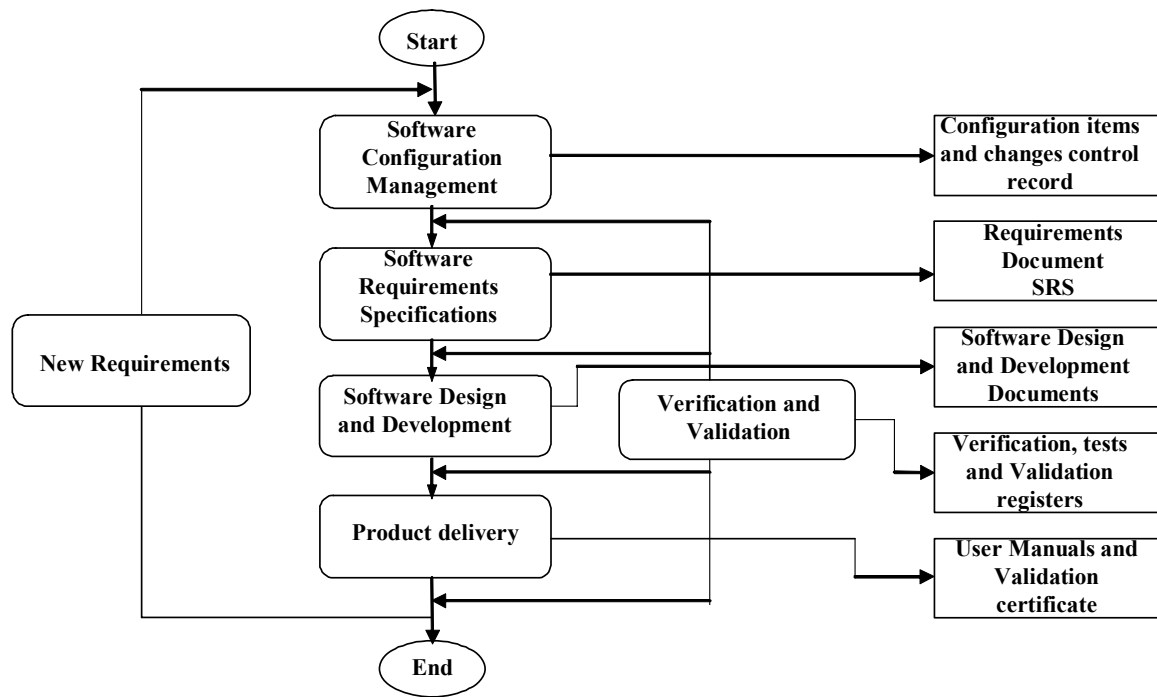 Start
Software
Configuration
Management
Configuration items
and changes control
record
Software
Requirements
Specifications
Requirements
Document
SRS
New Requirements
Software Design
and Development
Software Design
and Development
Documents
Verification and
Validation
Verification, tests
and Validation
registers
Product delivery
User Manuals and
Validation
certificate
End